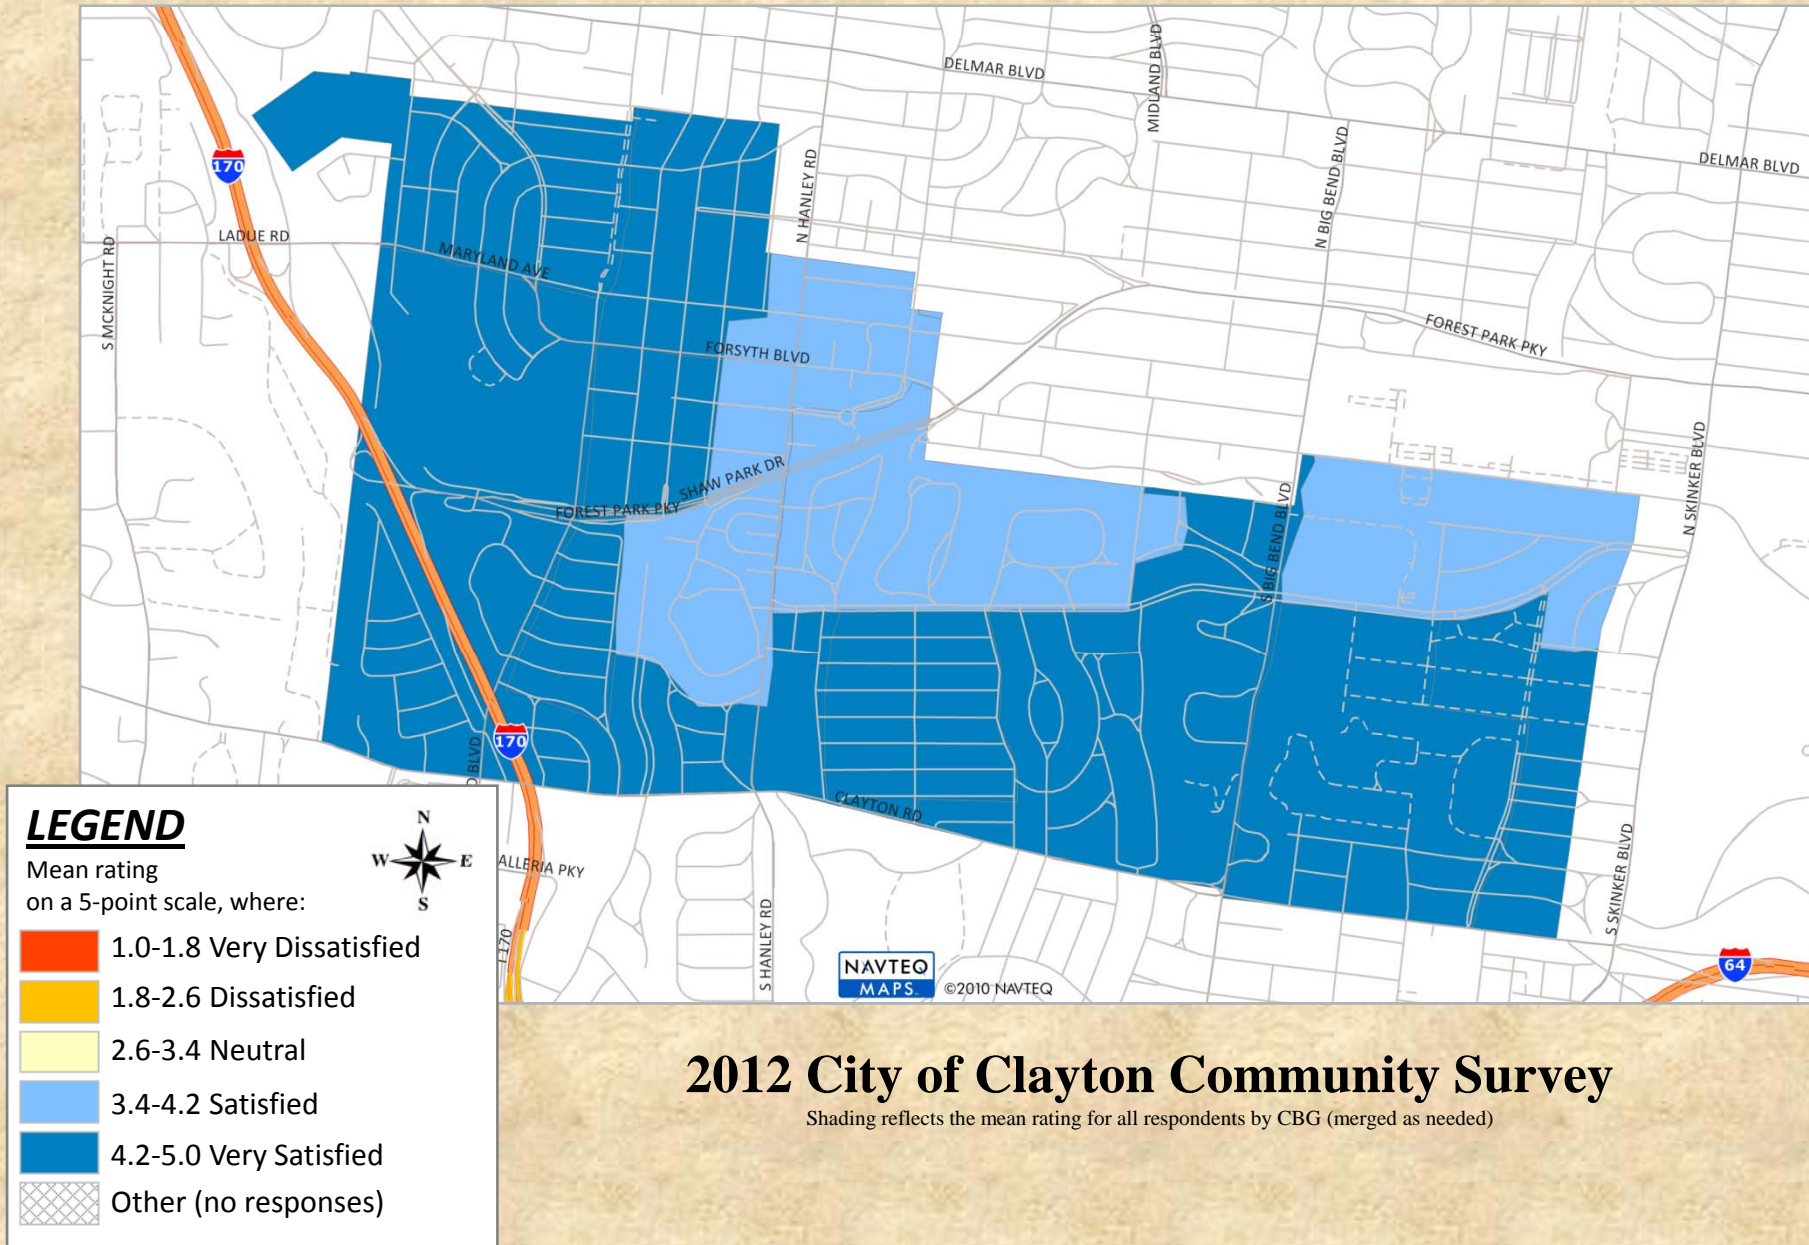 DELMAR BLVD
MIDLAND BLVD
N BIG BEND BLVD
DELMAR BLVD
170
N HANLEY RD
LADUE RD
S MCKNIGHT RD
MARYLAND AVE
FORSYTH BLVD
FOREST PARK PKY
N SKINKER BLVD
SHAW PARK DR
FOREST PARK PKY
S BIG BEND BLVD
170
D BLVD
CLAYTON RD
ALLERIA PKY
S SKINKER BLVD
S HANLEY RD
I 170
64
NAVTEQ
MAPS
©2010 NAVTEQ
LEGEND
N
W E
S
Mean rating
on a 5-point scale, where:
1.0-1.8 Very Dissatisfied
1.8-2.6 Dissatisfied
2.6-3.4 Neutral
3.4-4.2 Satisfied
4.2-5.0 Very Satisfied
Other (no responses)
2012 City of Clayton Community Survey
Shading reflects the mean rating for all respondents by CBG (merged as needed)